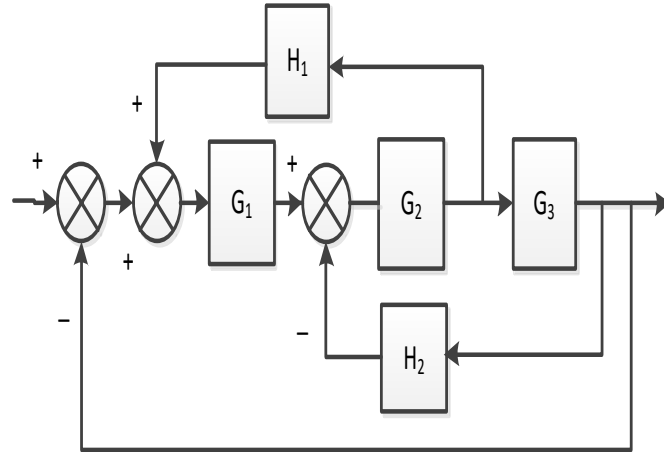 H₁
+
+
+
G₁
G₂
G₃
+
−
−
H₂